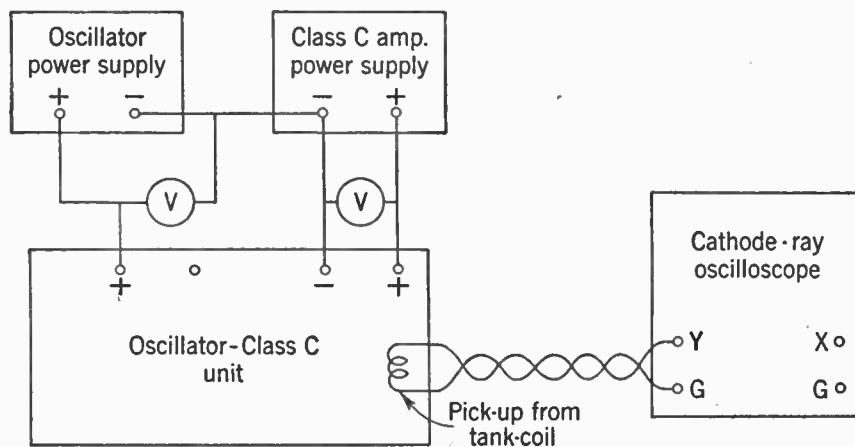 Oscillator
power supply
+ −
Class C amp.
power supply
− +
V
V
+ − +
Oscillator-Class C
unit
Pick-up from
tank-coil
Cathode-ray
oscilloscope
Y X
G G